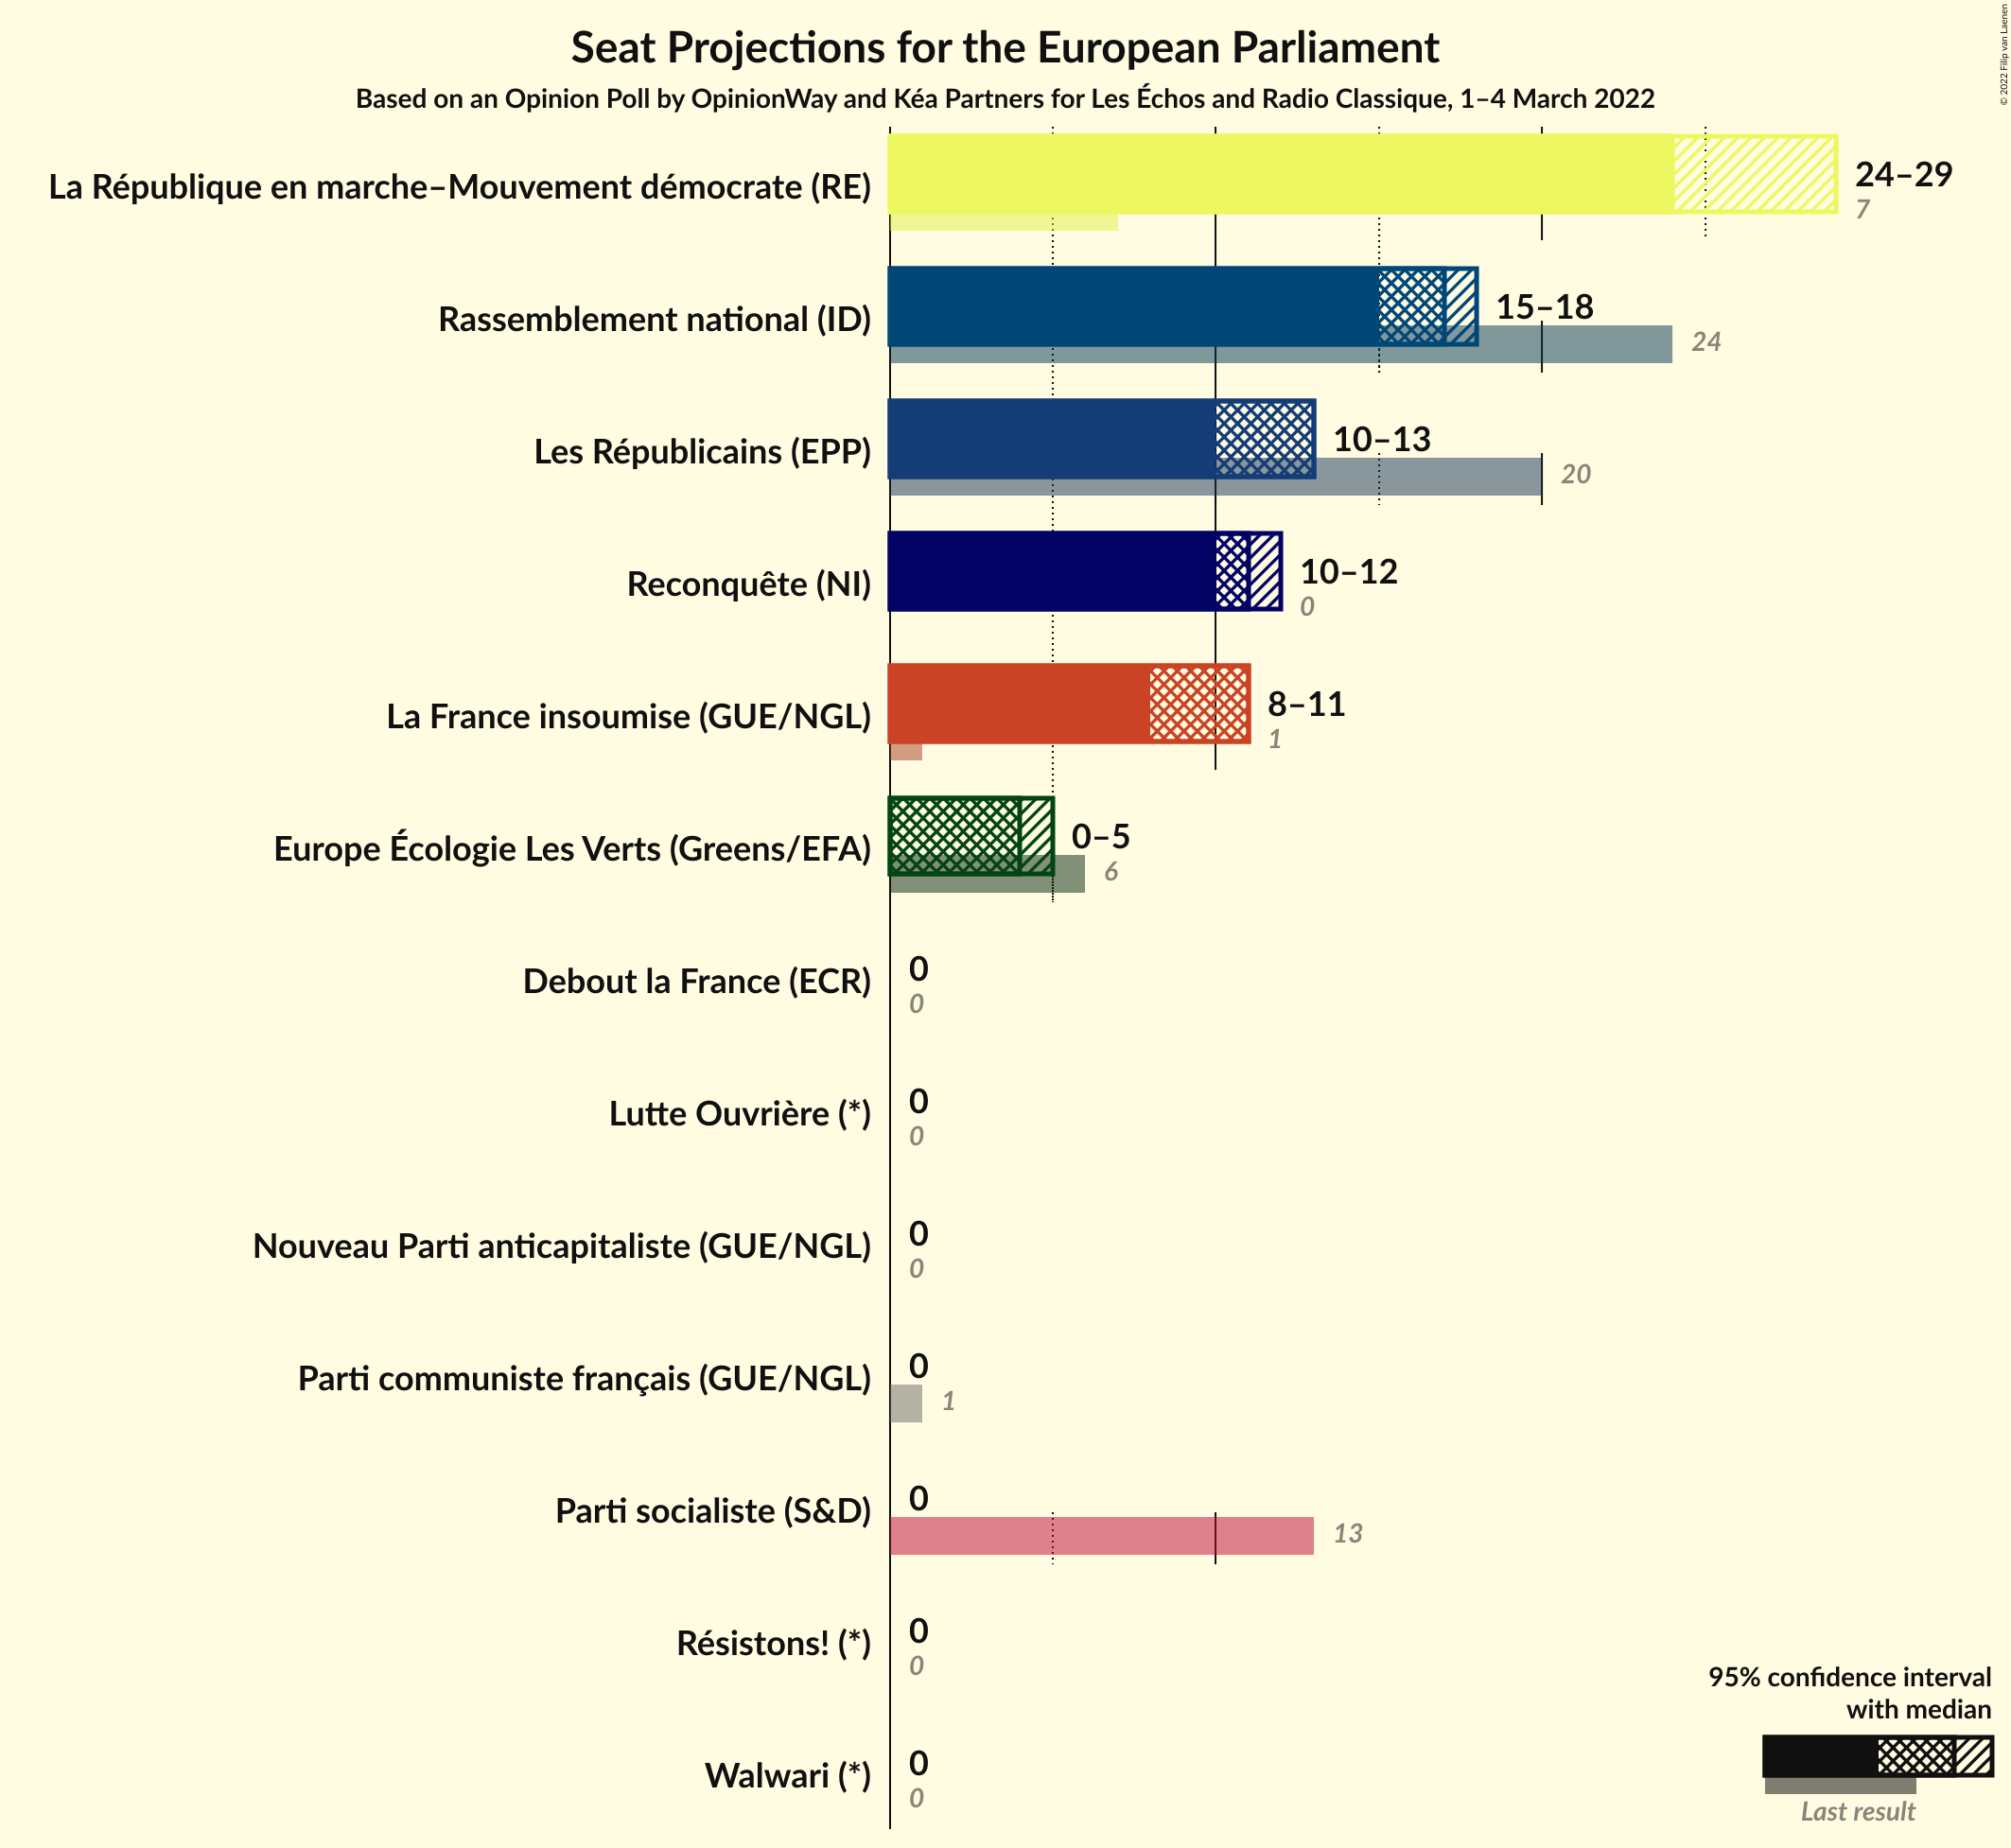 Seat Projections for the European Parliament
Based on an Opinion Poll by OpinionWay and Kéa Partners for Les Échos and Radio Classique, 1–4 March 2022
© 2022 Filip van Laenen
La République en marche–Mouvement démocrate (RE)
24–29
7
Rassemblement national (ID)
15–18
24
Les Républicains (EPP)
10–13
20
Reconquête (NI)
10–12
0
La France insoumise (GUE/NGL)
8–11
1
Europe Écologie Les Verts (Greens/EFA)
0–5
6
Debout la France (ECR)
0
0
Lutte Ouvrière (*)
0
0
Nouveau Parti anticapitaliste (GUE/NGL)
0
0
Parti communiste français (GUE/NGL)
0
1
Parti socialiste (S&D)
0
13
Résistons! (*)
0
0
Walwari (*)
0
0
95% confidence interval
with median
Last result